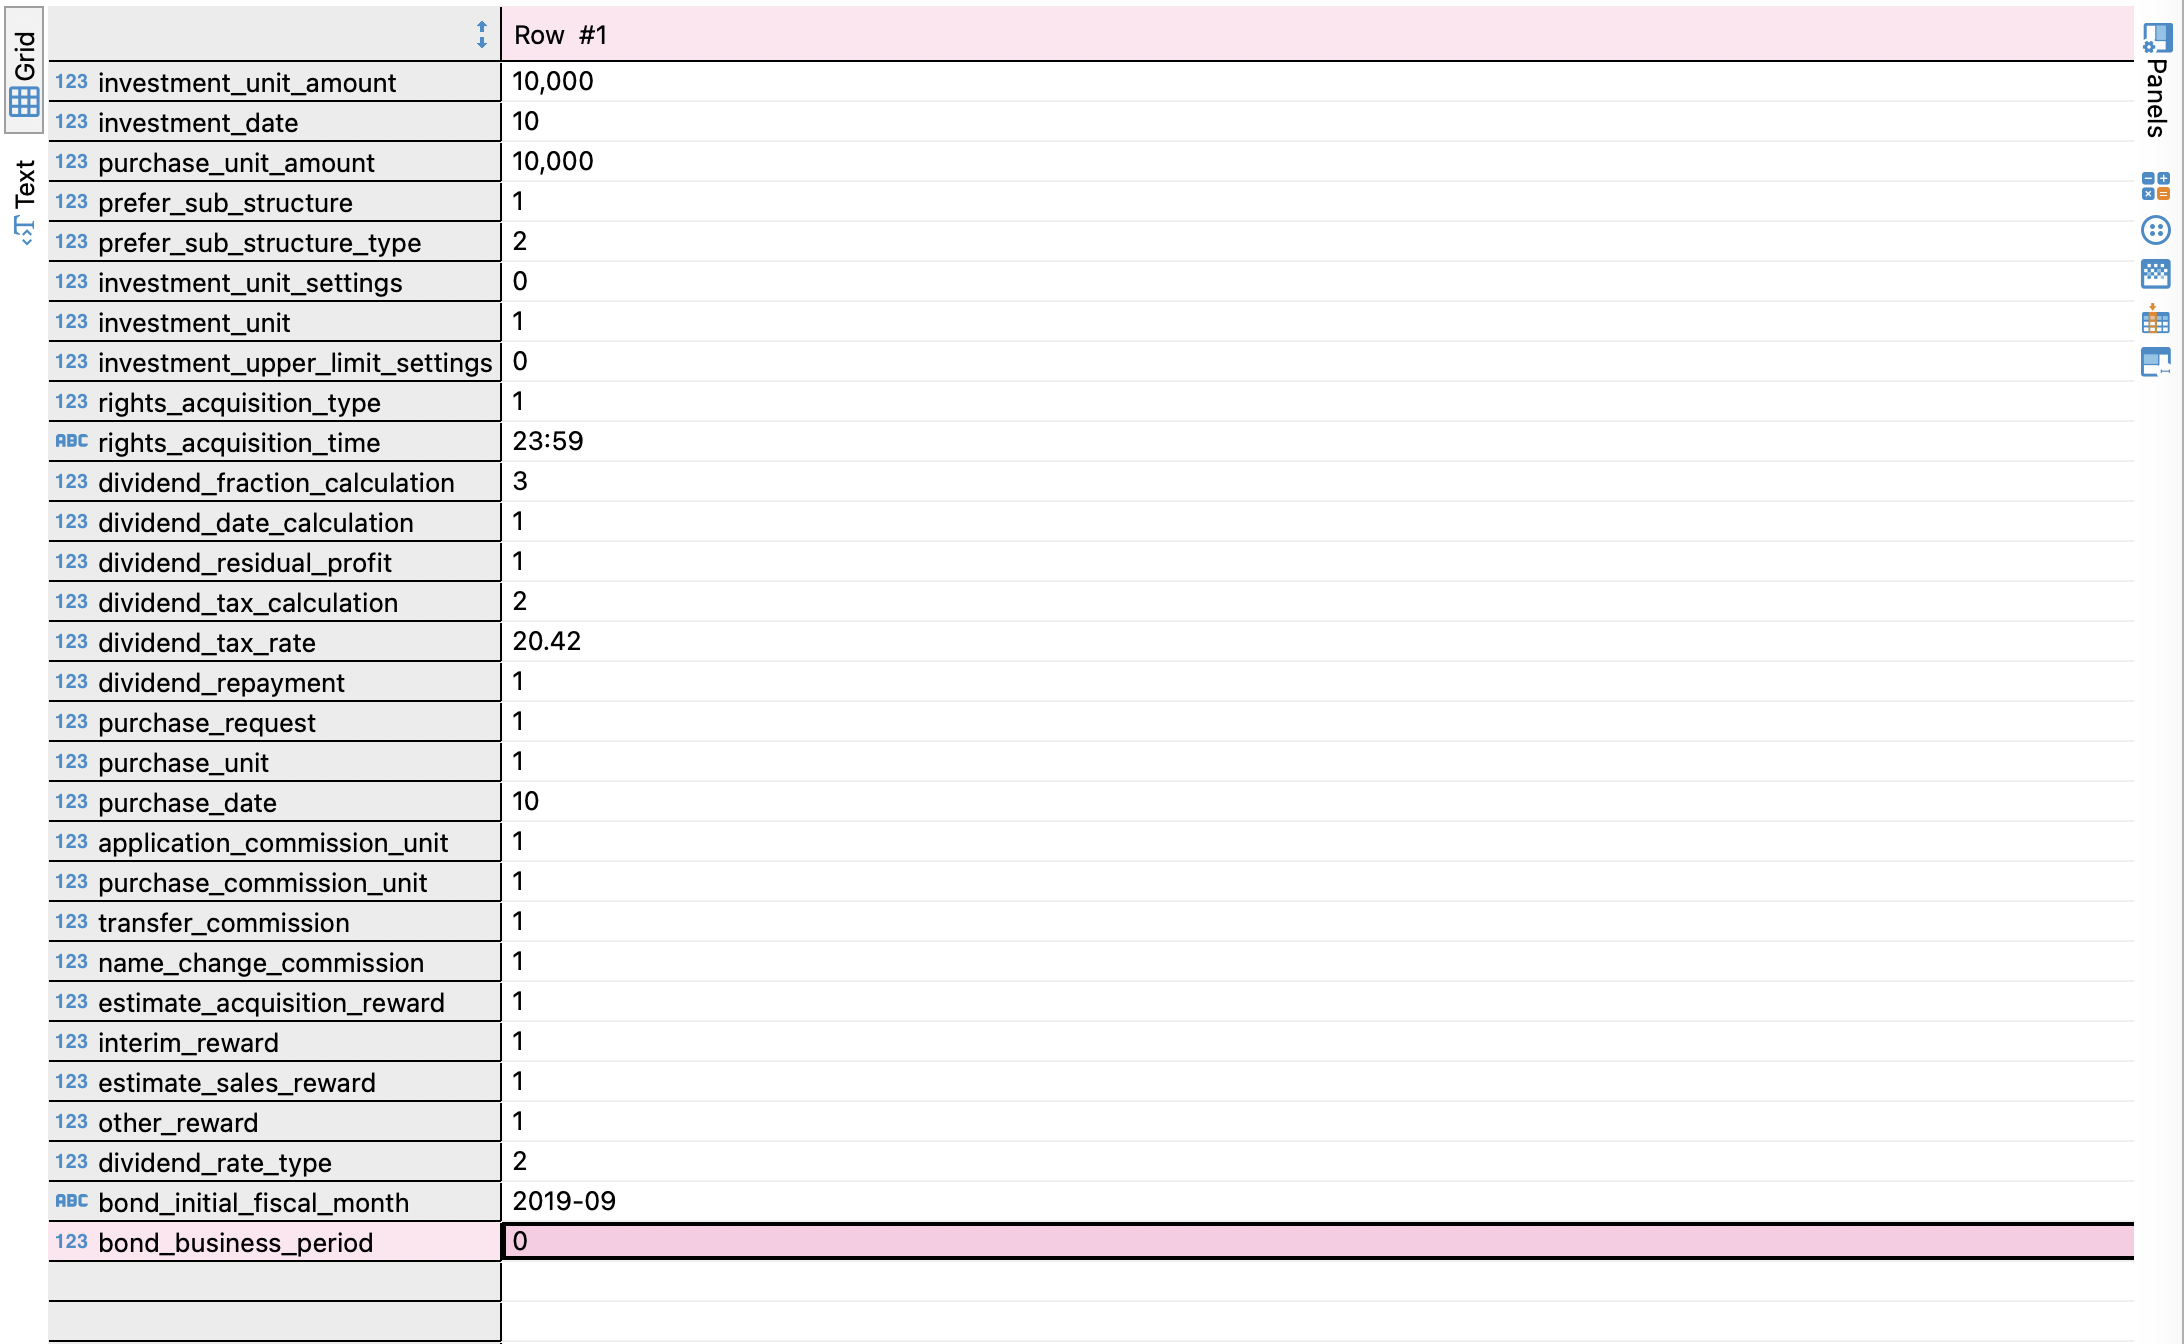 Grid
Text
Row #1
123 investment_unit_amount 10,000
123 investment_date 10
123 purchase_unit_amount 10,000
123 prefer_sub_structure 1
123 prefer_sub_structure_type 2
123 investment_unit_settings 0
123 investment_unit 1
123 investment_upper_limit_settings 0
123 rights_acquisition_type 1
ABC rights_acquisition_time 23:59
123 dividend_fraction_calculation 3
123 dividend_date_calculation 1
123 dividend_residual_profit 1
123 dividend_tax_calculation 2
123 dividend_tax_rate 20.42
123 dividend_repayment 1
123 purchase_request 1
123 purchase_unit 1
123 purchase_date 10
123 application_commission_unit 1
123 purchase_commission_unit 1
123 transfer_commission 1
123 name_change_commission 1
123 estimate_acquisition_reward 1
123 interim_reward 1
123 estimate_sales_reward 1
123 other_reward 1
123 dividend_rate_type 2
ABC bond_initial_fiscal_month 2019-09
123 bond_business_period 0
Panels